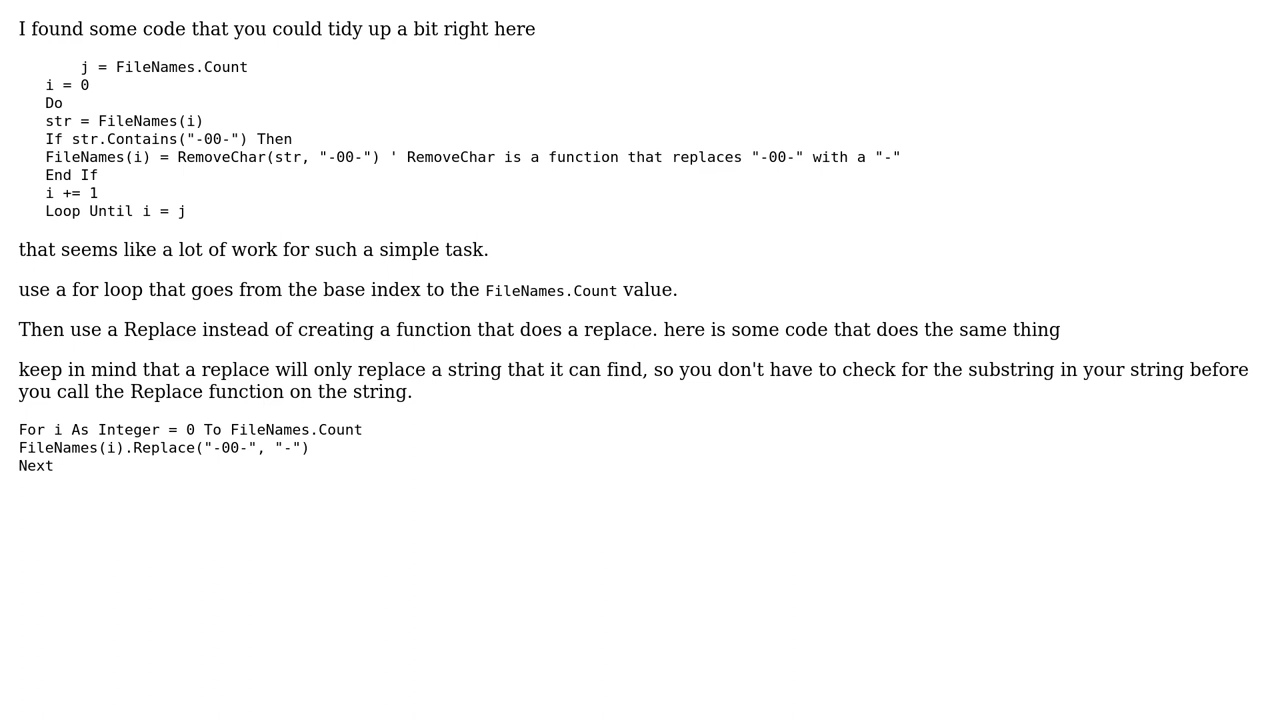 I found some code that you could tidy up a bit right here
j = FileNames.Count
i = 0
Do
str = FileNames(i)
If str.Contains("-00-") Then
FileNames(i) = RemoveChar(str, "-00-") ' RemoveChar is a function that replaces "-00-" with a "-"
End If
i += 1
Loop Until i = j
that seems like a lot of work for such a simple task.
use a for loop that goes from the base index to the FileNames.Count value.
Then use a Replace instead of creating a function that does a replace. here is some code that does the same thing
keep in mind that a replace will only replace a string that it can find, so you don't have to check for the substring in your string before
you call the Replace function on the string.
For i As Integer = 0 To FileNames.Count
FileNames(i).Replace("-00-", "-")
Next